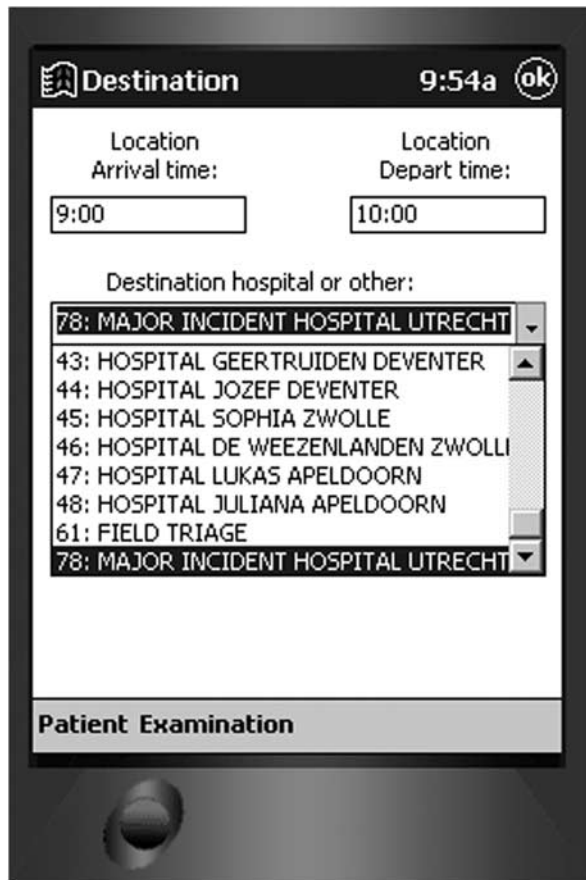 Destination 9:54a ok
Location Location
Arrival time: Depart time:
9:00 10:00
Destination hospital or other:
78: MAJOR INCIDENT HOSPITAL UTRECHT
43: HOSPITAL GEERTRUIDEN DEVENTER
44: HOSPITAL JOZEF DEVENTER
45: HOSPITAL SOPHIA ZWOLLE
46: HOSPITAL DE WEEZENLANDEN ZWOLL
47: HOSPITAL LUKAS APELDOORN
48: HOSPITAL JULIANA APELDOORN
61: FIELD TRIAGE
78: MAJOR INCIDENT HOSPITAL UTRECHT
Patient Examination